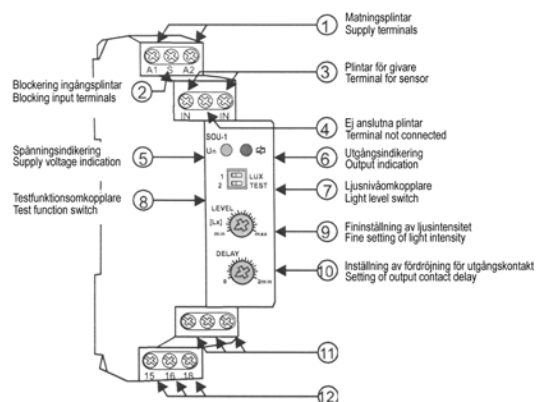 ① Matningsplintar
Supply terminals
A1 S A2
② Blockering ingångsplintar
Blocking input terminals
③ Plintar för givare
Terminal for sensor
IN IN
④ Ej anslutna plintar
Terminal not connected
SOU-1
Un
⑤ Spänningsindikering
Supply voltage indication
⑥ Utgångsindikering
Output indication
1 LUX
2 TEST
⑦ Ljusnivåomkopplare
Light level switch
⑧ Testfunktionsomkopplare
Test function switch
LEVEL
[Lx]
min max
⑨ Fininställning av ljusintensitet
Fine setting of light intensity
DELAY
0 2min
⑩ Inställning av fördröjning för utgångskontakt
Setting of output contact delay
⑪
15 16 18
⑫